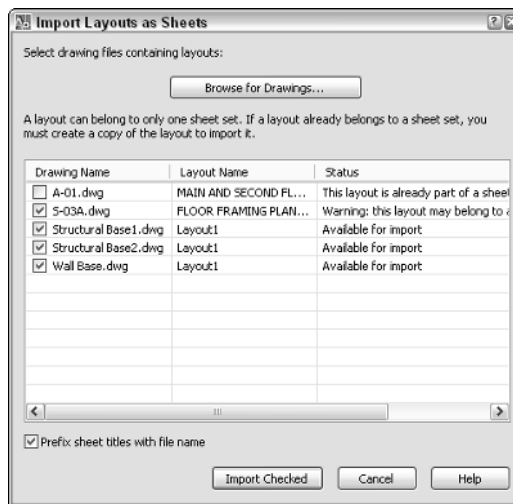 Import Layouts as Sheets
Select drawing files containing layouts:
Browse for Drawings...
A layout can belong to only one sheet set. If a layout already belongs to a sheet set, you
must create a copy of the layout to import it.
Drawing Name Layout Name Status
A-01.dwg MAIN AND SECOND FL... This layout is already part of a sheet
S-03A.dwg FLOOR FRAMING PLAN... Warning: this layout may belong to a
Structural Base1.dwg Layout1 Available for import
Structural Base2.dwg Layout1 Available for import
Wall Base.dwg Layout1 Available for import
Prefix sheet titles with file name
Import Checked Cancel Help